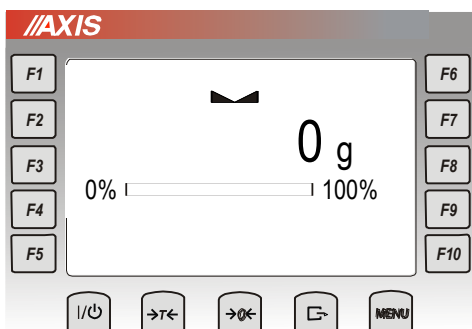 //AXIS
F1
F6
F2
F7
0 g
F3
F8
0% 100%
F4
F9
F5
F10
I/⏻ →T← →0← MENU